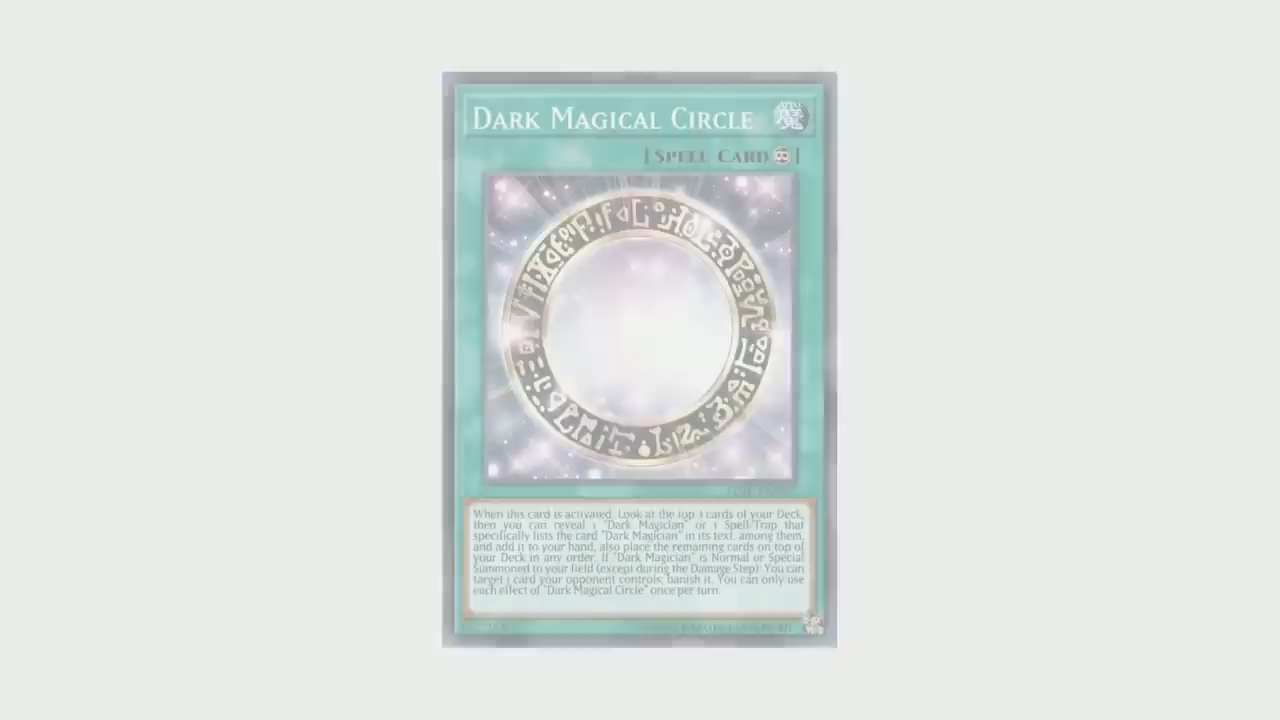 DARK MAGICAL CIRCLE 魔
[SPELL CARD ]
When this card is activated: Look at the top 3 cards of your Deck,
then you can reveal 1 "Dark Magician" or 1 Spell/Trap that
specifically lists the card "Dark Magician" in its text, among them,
and add it to your hand, also place the remaining cards on top of
your Deck in any order. If "Dark Magician" is Normal or Special
Summoned to your field (except during the Damage Step): You can
target 1 card your opponent controls; banish it. You can only use
each effect of "Dark Magical Circle" once per turn.